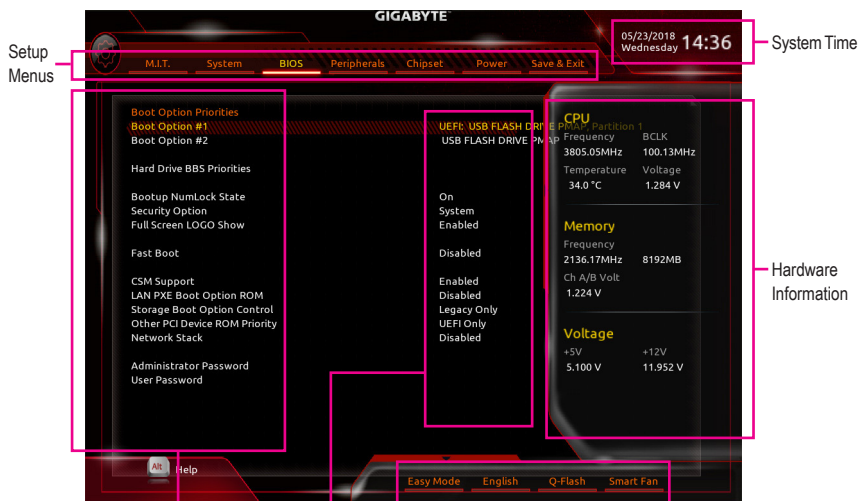 GIGABYTE™
05/23/2018
Wednesday 14:36
System Time
Setup
Menus
M.I.T. System BIOS Peripherals Chipset Power Save & Exit
Boot Option Priorities
Boot Option #1 UEFI: USB FLASH DRIVE PMAP, Partition 1
Boot Option #2 USB FLASH DRIVE PMAP
Hard Drive BBS Priorities
Bootup NumLock State On
Security Option System
Full Screen LOGO Show Enabled
Fast Boot Disabled
CSM Support Enabled
LAN PXE Boot Option ROM Disabled
Storage Boot Option Control Legacy Only
Other PCI Device ROM Priority UEFI Only
Network Stack Disabled
Administrator Password
User Password
CPU
Frequency BCLK
3805.05MHz 100.13MHz
Temperature Voltage
34.0 °C 1.284 V
Memory
Frequency
2136.17MHz 8192MB
Ch A/B Volt
1.224 V
Voltage
+5V +12V
5.100 V 11.952 V
Hardware
Information
Alt Help
Easy Mode English Q-Flash Smart Fan